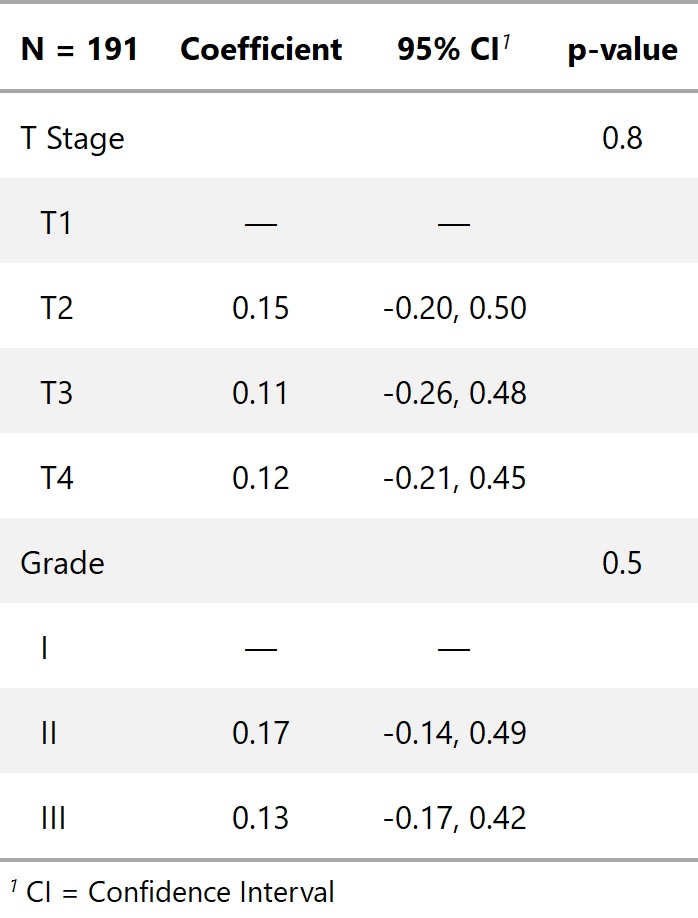 N = 191 Coefficient 95% CI1 p-value
T Stage 0.8
T1 — —
T2 0.15 -0.20, 0.50
T3 0.11 -0.26, 0.48
T4 0.12 -0.21, 0.45
Grade 0.5
I — —
II 0.17 -0.14, 0.49
III 0.13 -0.17, 0.42
1 CI = Confidence Interval